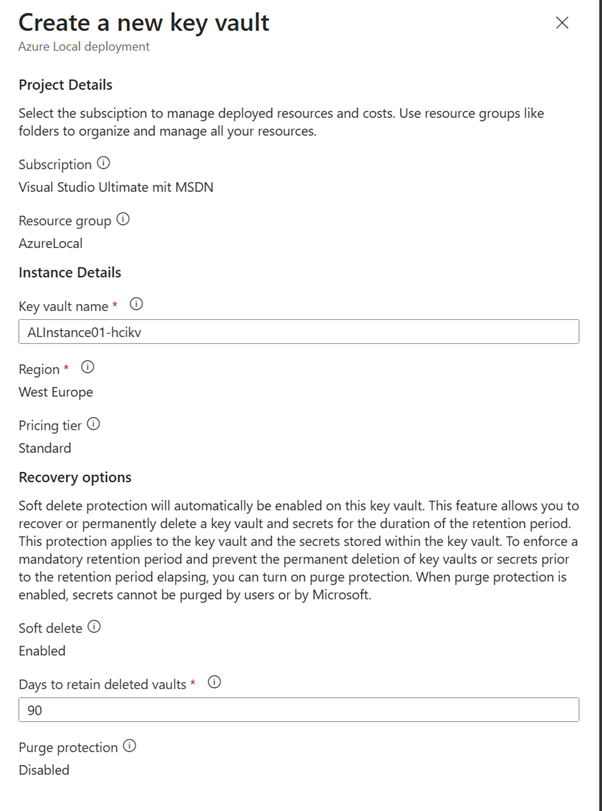 Create a new key vault
Azure Local deployment
Project Details
Select the subsciption to manage deployed resources and costs. Use resource groups like
folders to organize and manage all your resources.
Subscription
Visual Studio Ultimate mit MSDN
Resource group
AzureLocal
Instance Details
Key vault name *
ALInstance01-hcikv
Region *
West Europe
Pricing tier
Standard
Recovery options
Soft delete protection will automatically be enabled on this key vault. This feature allows you to
recover or permanently delete a key vault and secrets for the duration of the retention period.
This protection applies to the key vault and the secrets stored within the key vault. To enforce a
mandatory retention period and prevent the permanent deletion of key vaults or secrets prior
to the retention period elapsing, you can turn on purge protection. When purge protection is
enabled, secrets cannot be purged by users or by Microsoft.
Soft delete
Enabled
Days to retain deleted vaults *
90
Purge protection
Disabled